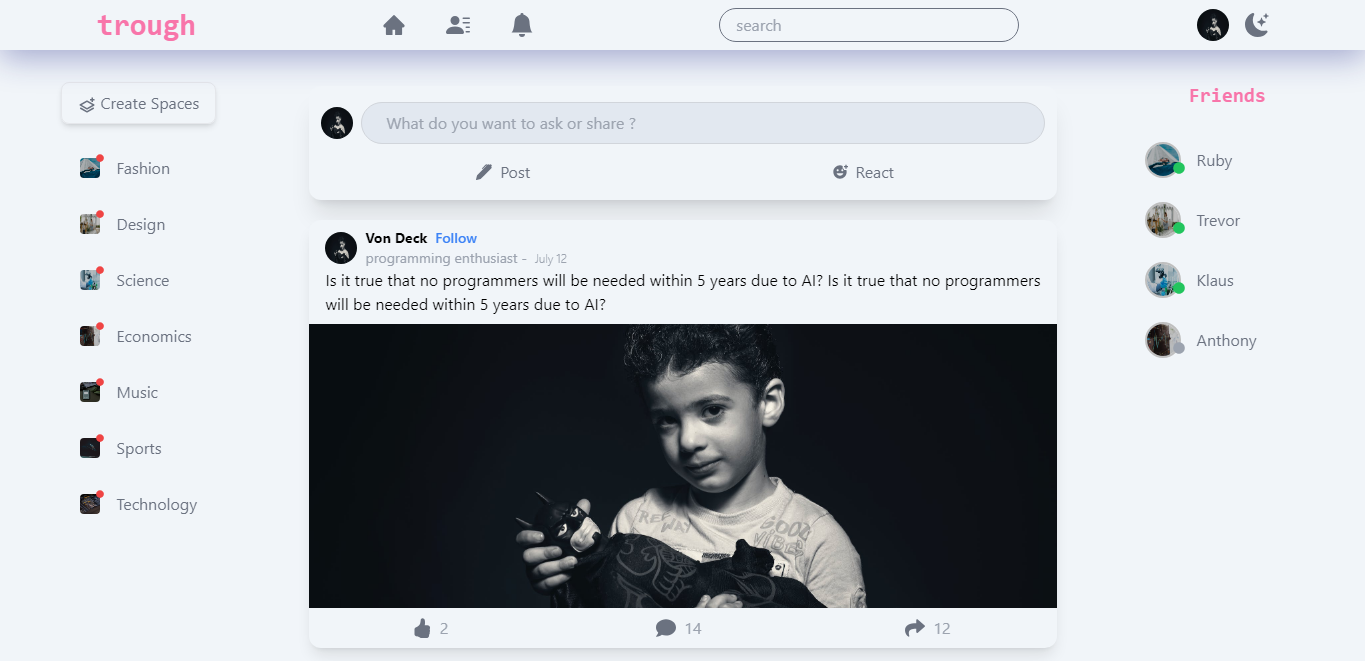 trough
search
Create Spaces
Fashion
Design
Science
Economics
Music
Sports
Technology
What do you want to ask or share ?
Post
React
Von Deck Follow
programming enthusiast - July 12
Is it true that no programmers will be needed within 5 years due to AI? Is it true that no programmers
will be needed within 5 years due to AI?
GOOD
VIBES
2
14
12
Friends
Ruby
Trevor
Klaus
Anthony